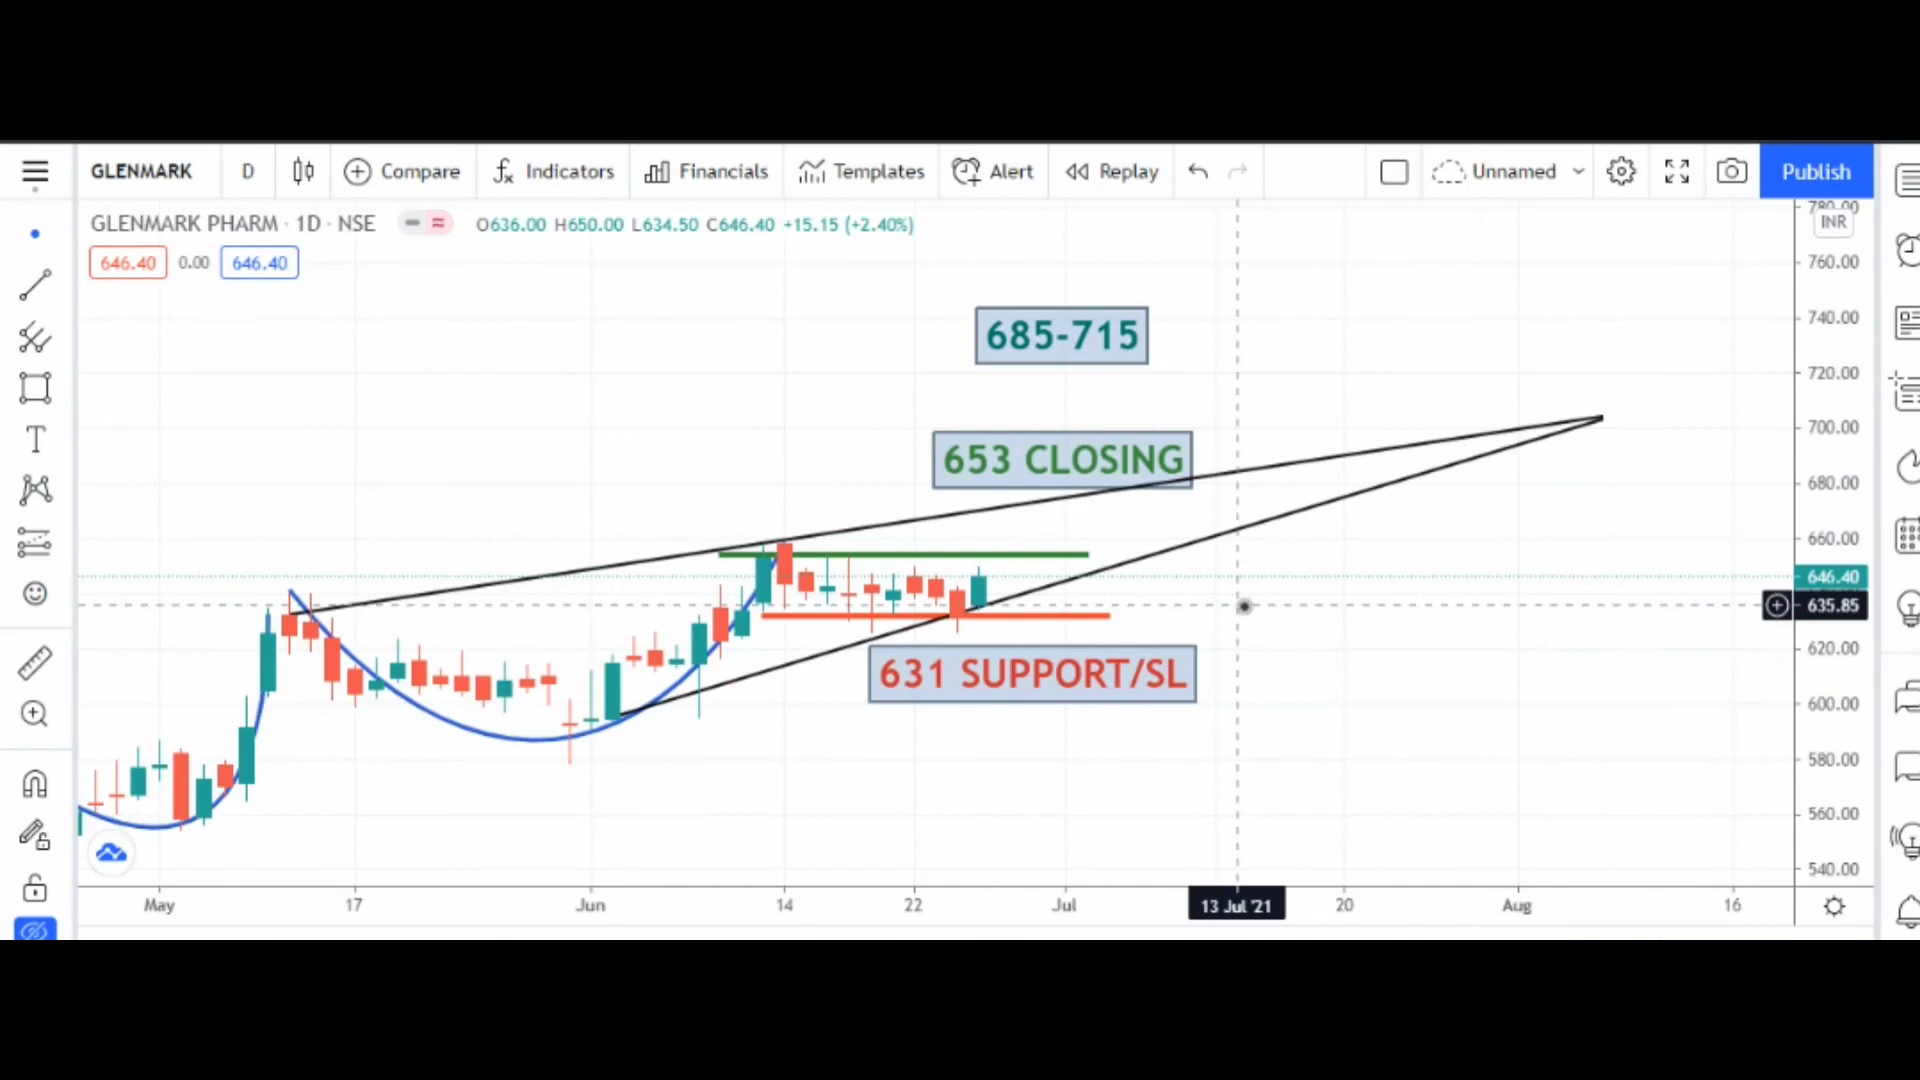 GLENMARK D Compare Indicators Financials Templates Alert Replay Unnamed Publish
GLENMARK PHARM · 1D · NSE O636.00 H650.00 L634.50 C646.40 +15.15 (+2.40%)
646.40 0.00 646.40
780.00
INR
760.00
740.00
720.00
700.00
680.00
660.00
646.40
635.85
620.00
600.00
580.00
560.00
540.00
685-715
653 CLOSING
631 SUPPORT/SL
May 17 Jun 14 22 Jul 13 Jul '21 20 Aug 16